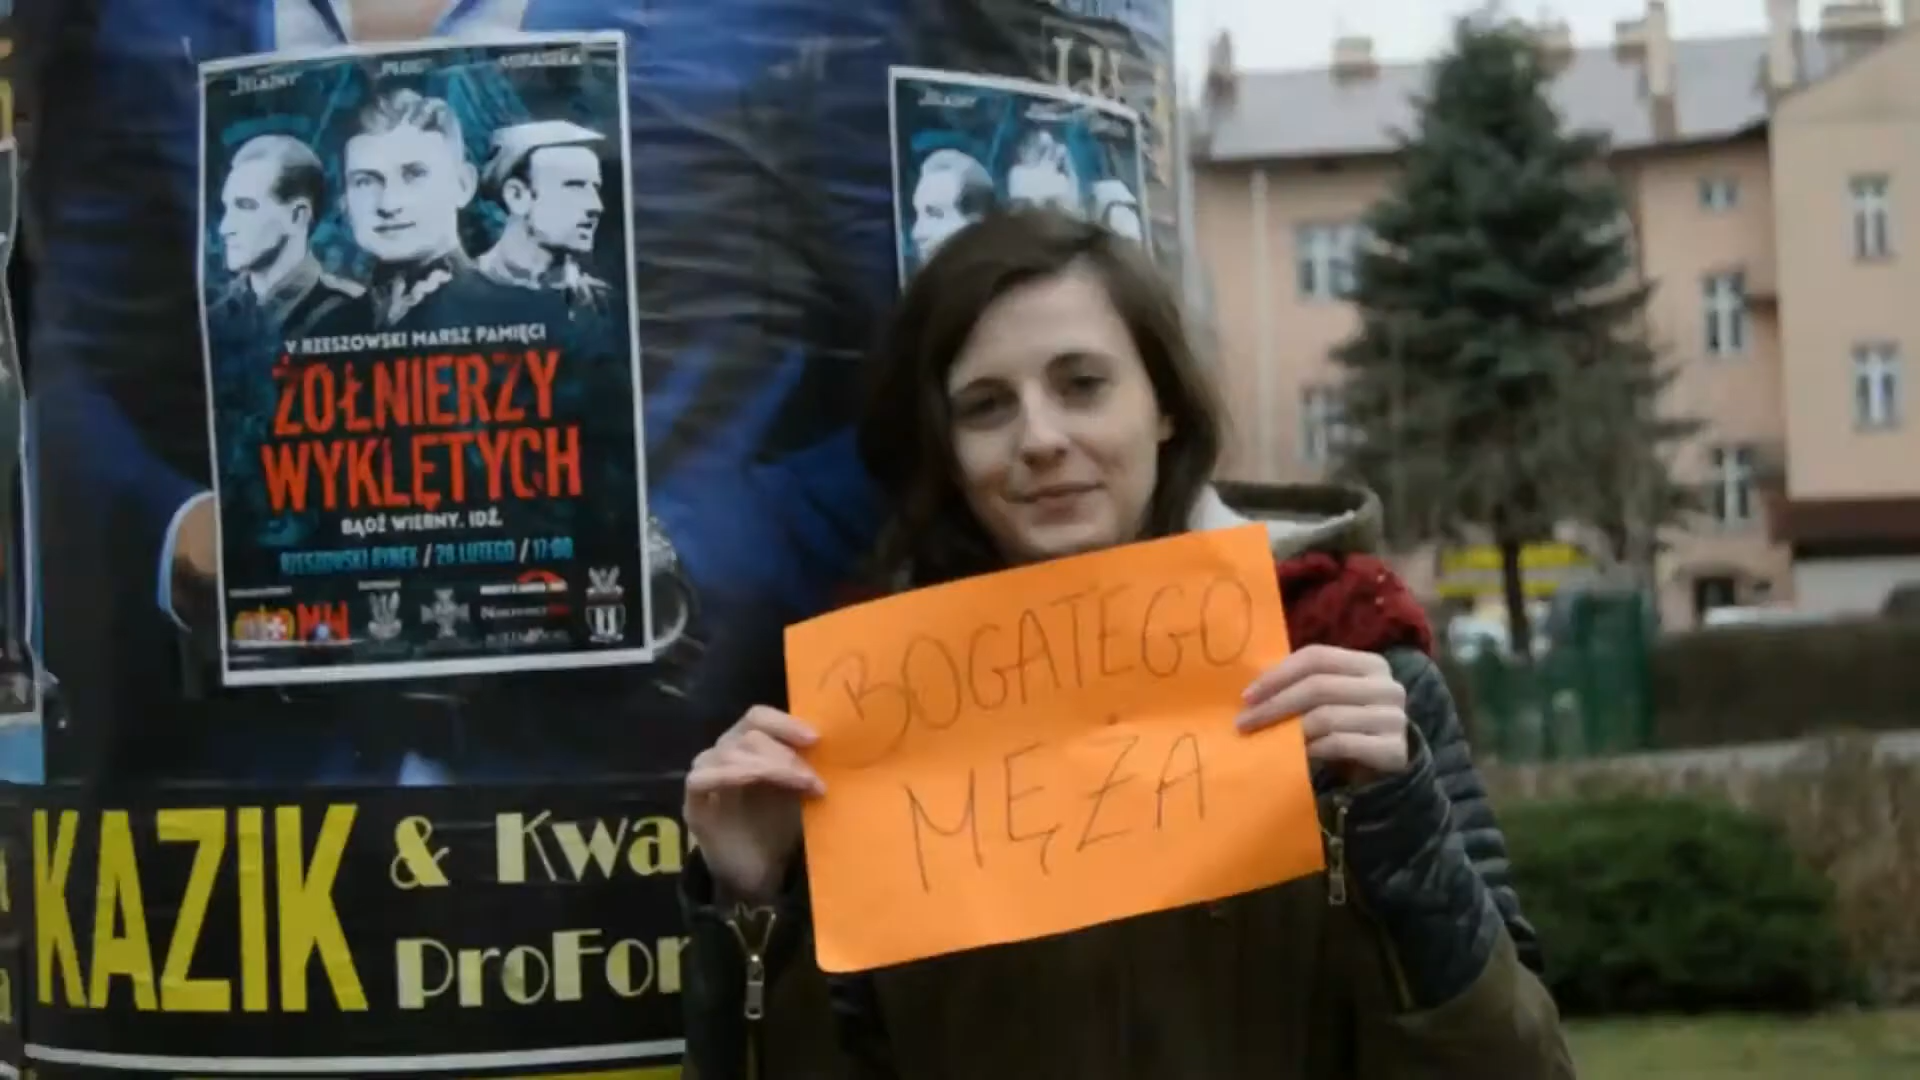 V RZESZOWSKI MARSZ PAMIĘCI
ŻOŁNIERZY
WYKLĘTYCH
BĄDŹ WIERNY. IDŹ.
RZESZOWSKI RYNEK / 28 LUTEGO / 17:00
BOGATEGO
MĘŻA
KAZIK
& Kwa
ProFor